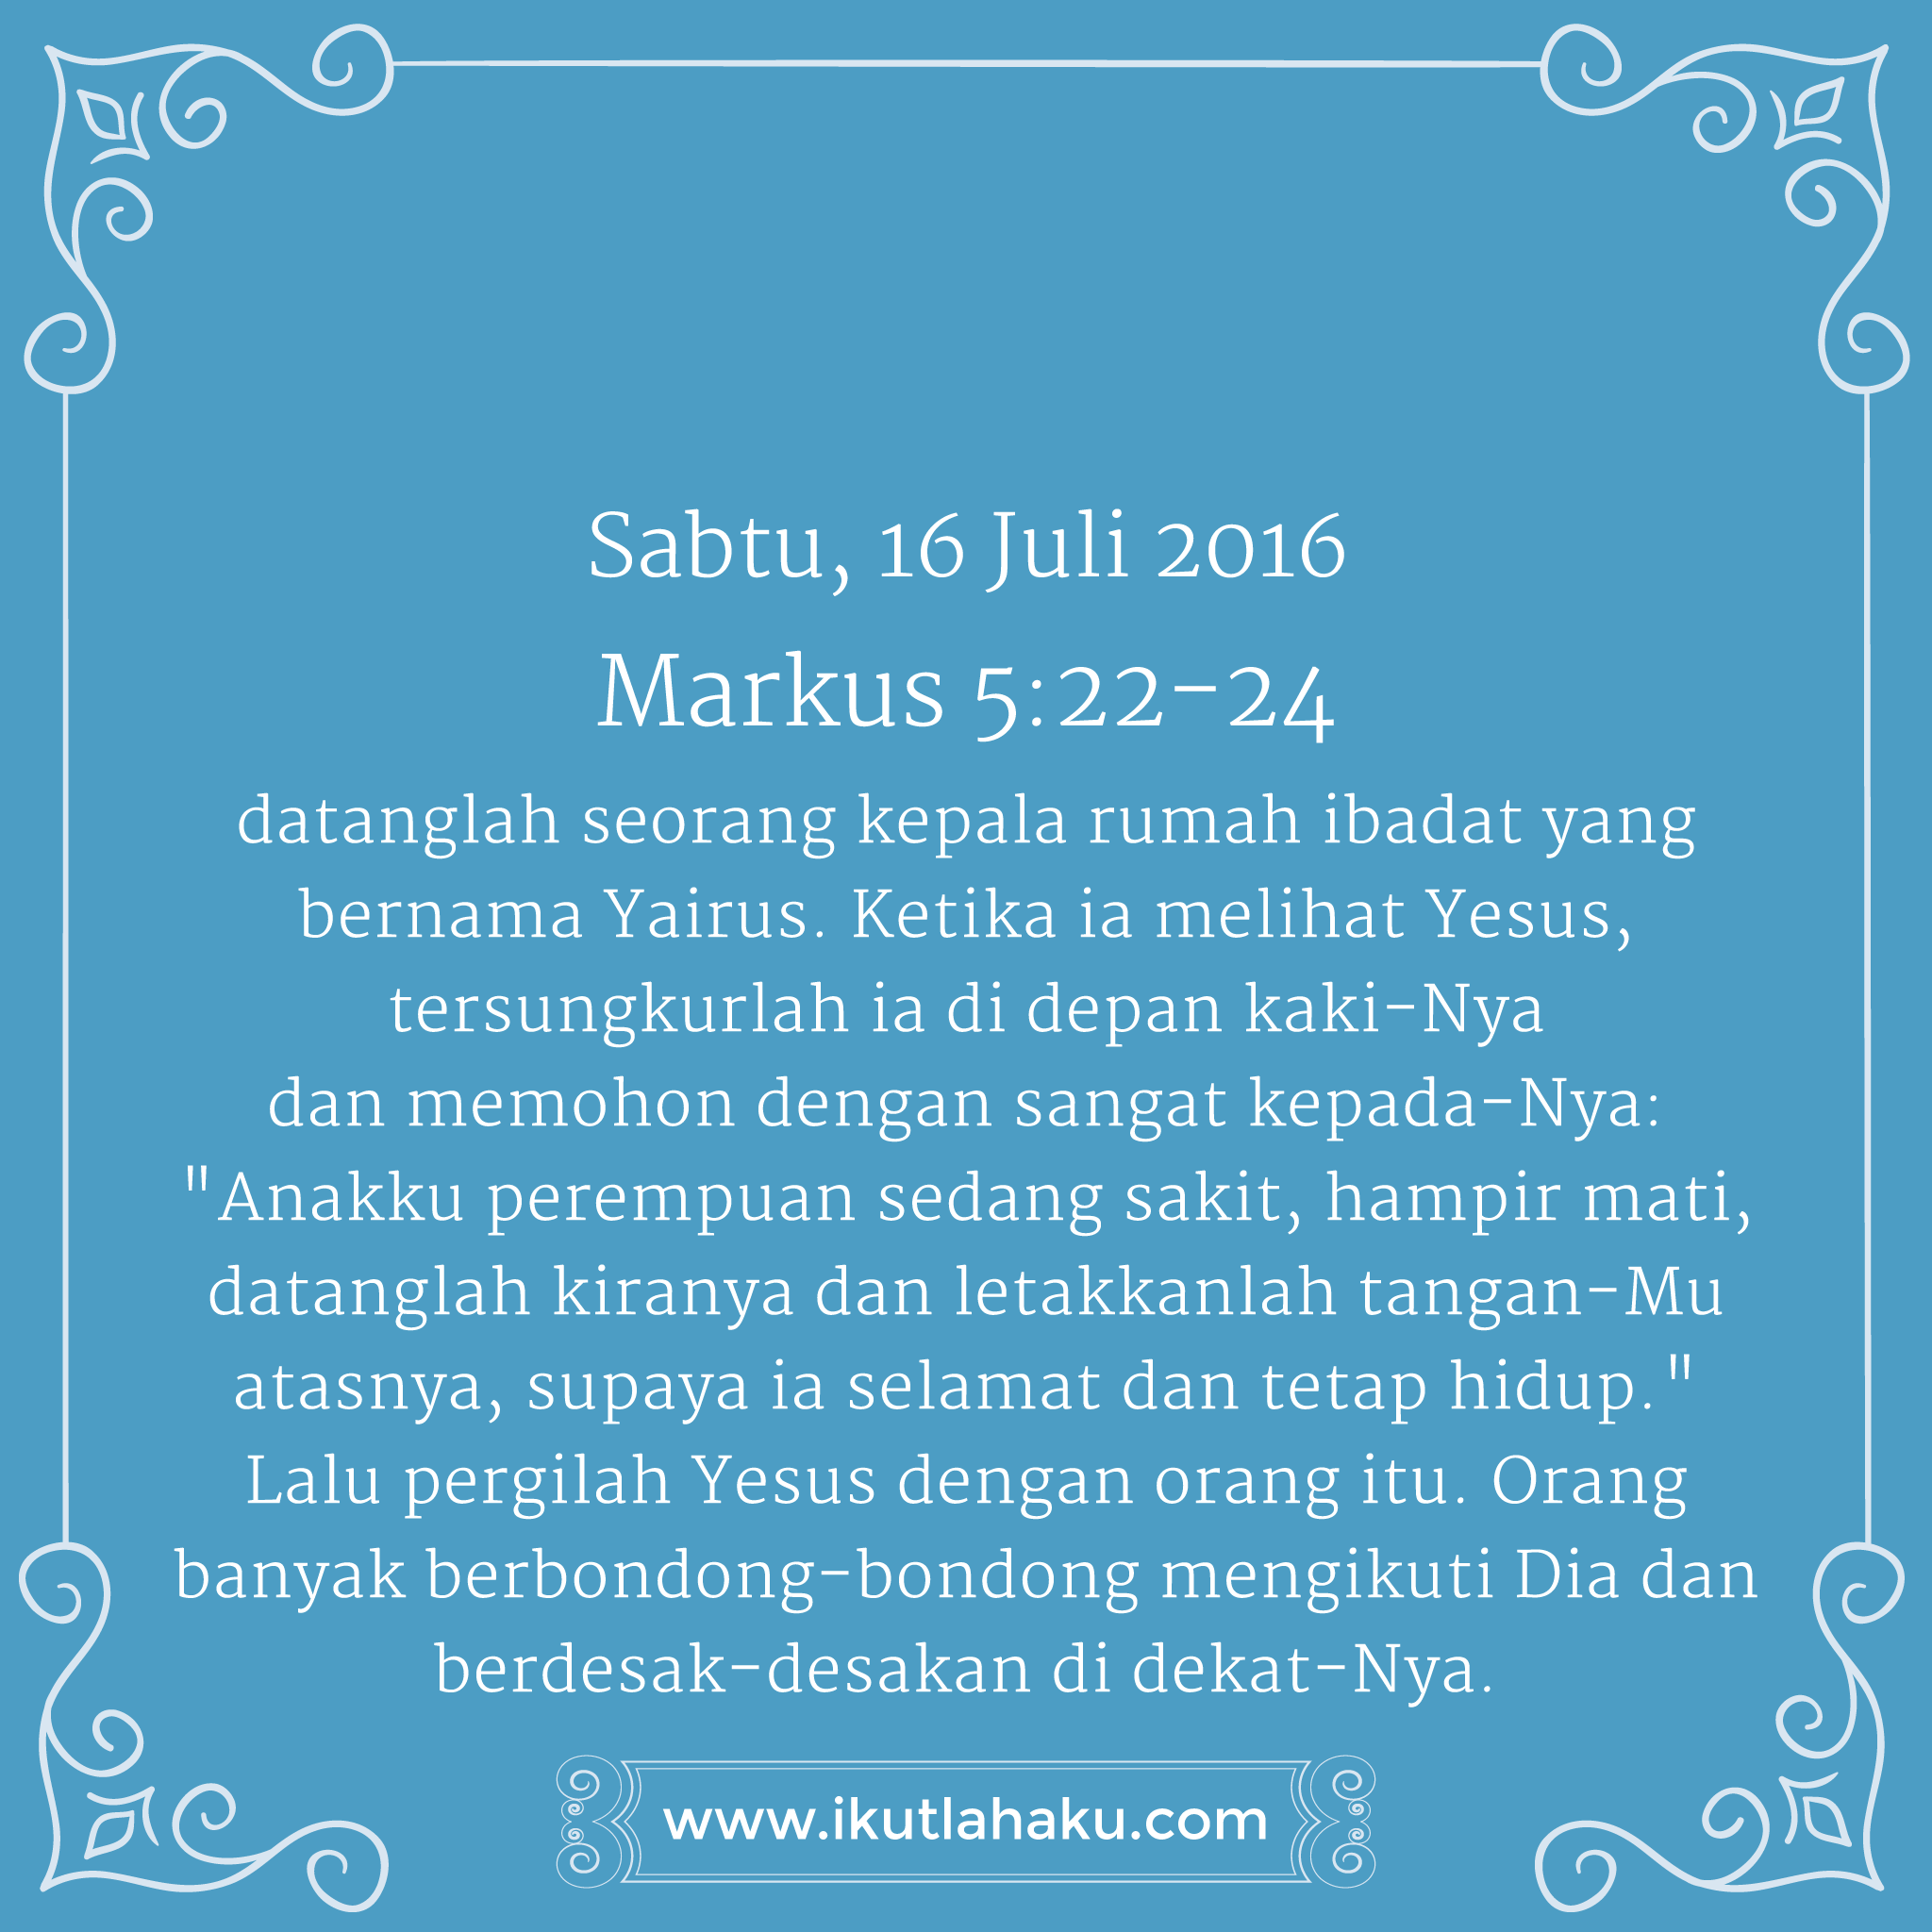 Sabtu, 16 Juli 2016
Markus 5:22-24
datanglah seorang kepala rumah ibadat yang
bernama Yairus. Ketika ia melihat Yesus,
tersungkurlah ia di depan kaki-Nya
dan memohon dengan sangat kepada-Nya:
"Anakku perempuan sedang sakit, hampir mati,
datanglah kiranya dan letakkanlah tangan-Mu
atasnya, supaya ia selamat dan tetap hidup."
Lalu pergilah Yesus dengan orang itu. Orang
banyak berbondong-bondong mengikuti Dia dan
berdesak-desakan di dekat-Nya.
www.ikutlahaku.com